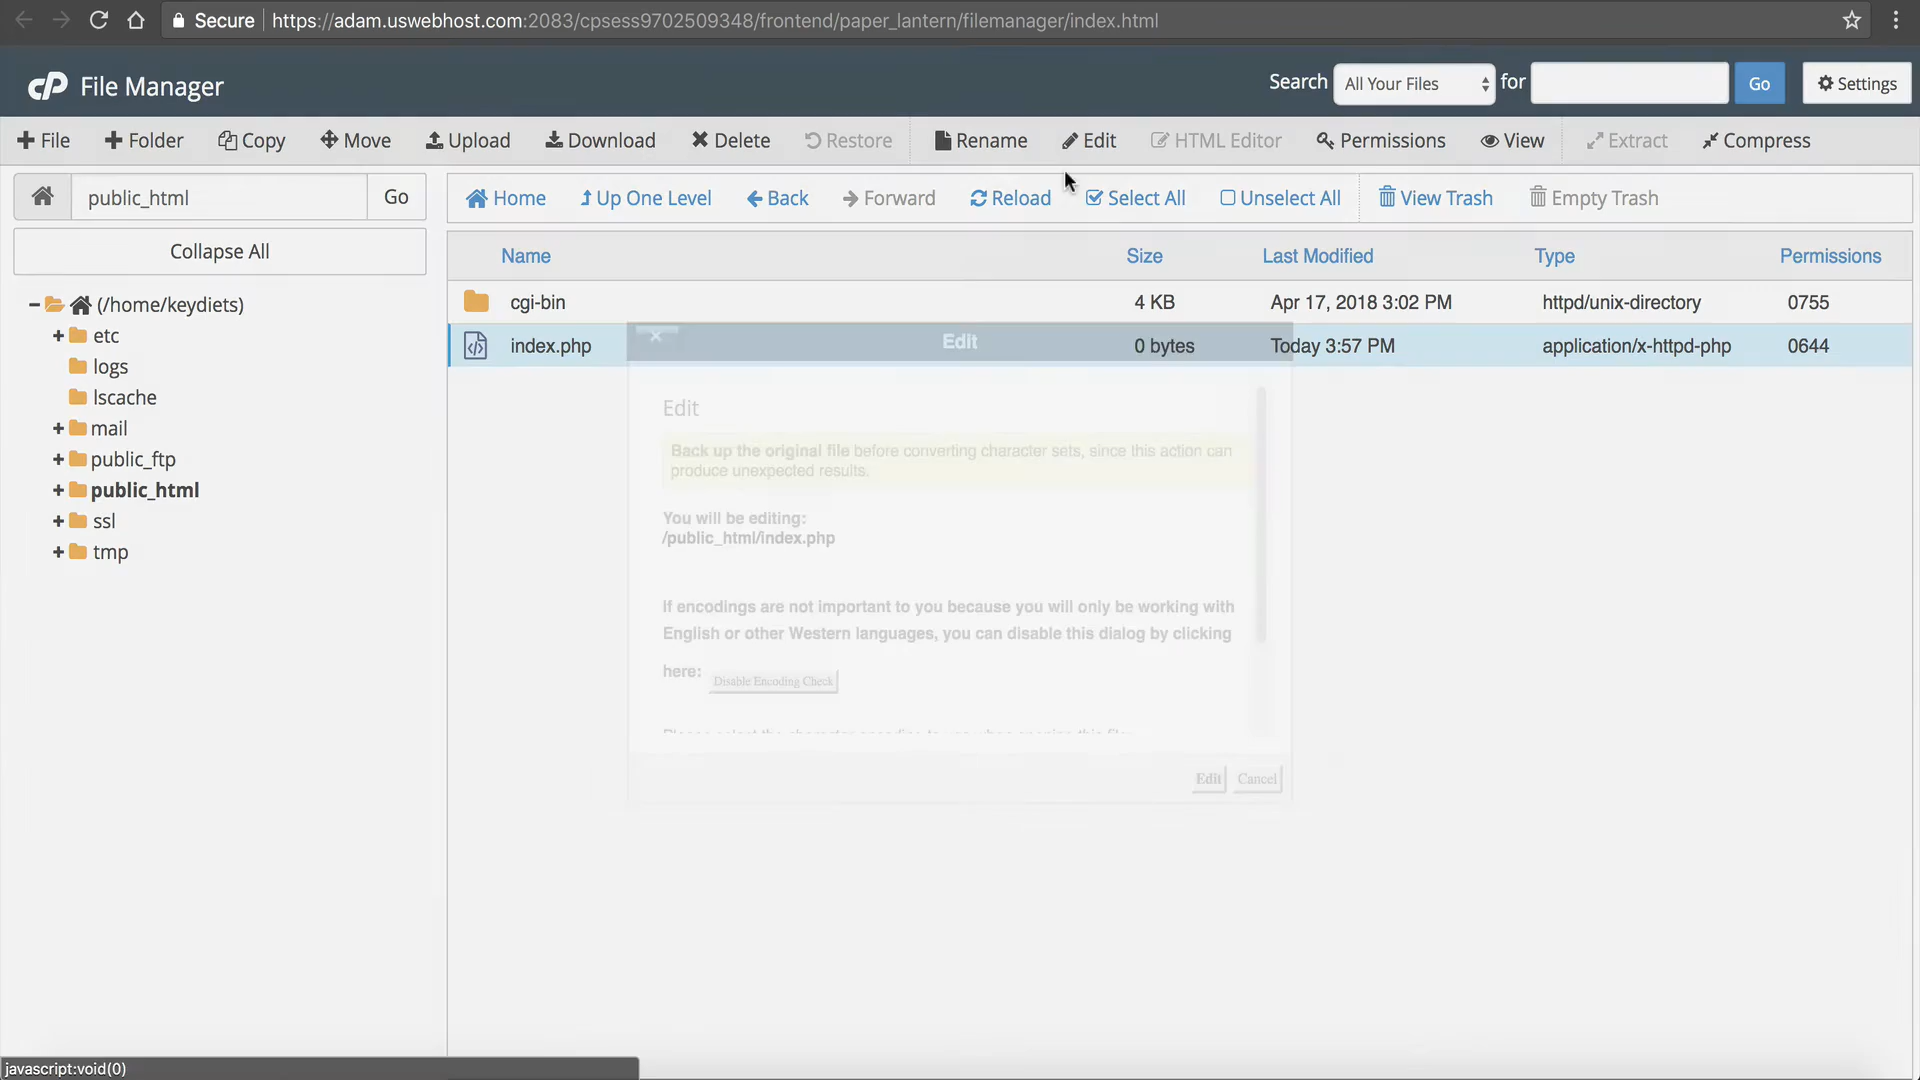 Secure https://adam.uswebhost.com:2083/cpsess9702509348/frontend/paper_lantern/filemanager/index.html
cP File Manager Search All Your Files for Go Settings
File Folder Copy Move Upload Download Delete Restore Rename Edit HTML Editor Permissions View Extract Compress
public_html Go
Home Up One Level Back Forward Reload Select All Unselect All View Trash Empty Trash
Collapse All
(/home/keydiets)
etc
logs
lscache
mail
public_ftp
public_html
ssl
tmp
Name Size Last Modified Type Permissions
cgi-bin 4 KB Apr 17, 2018 3:02 PM httpd/unix-directory 0755
index.php 0 bytes Today 3:57 PM application/x-httpd-php 0644
Edit
Edit
Back up the original file before converting character sets, since this action can
produce unexpected results.
You will be editing:
/public_html/index.php
If encodings are not important to you because you will only be working with
English or other Western languages, you can disable this dialog by clicking
here: Disable Encoding Check
Edit Cancel
javascript:void(0)